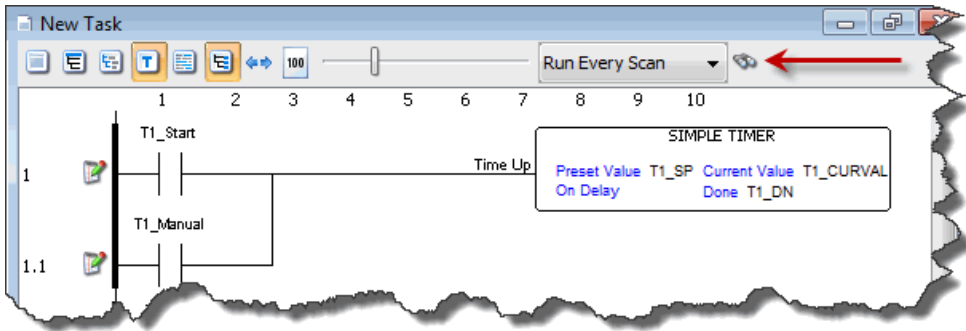 New Task
T 100 Run Every Scan
1 2 3 4 5 6 7 8 9 10
T1_Start
SIMPLE TIMER
1 Time Up Preset Value T1_SP Current Value T1_CURVAL
On Delay Done T1_DN
T1_Manual
1.1